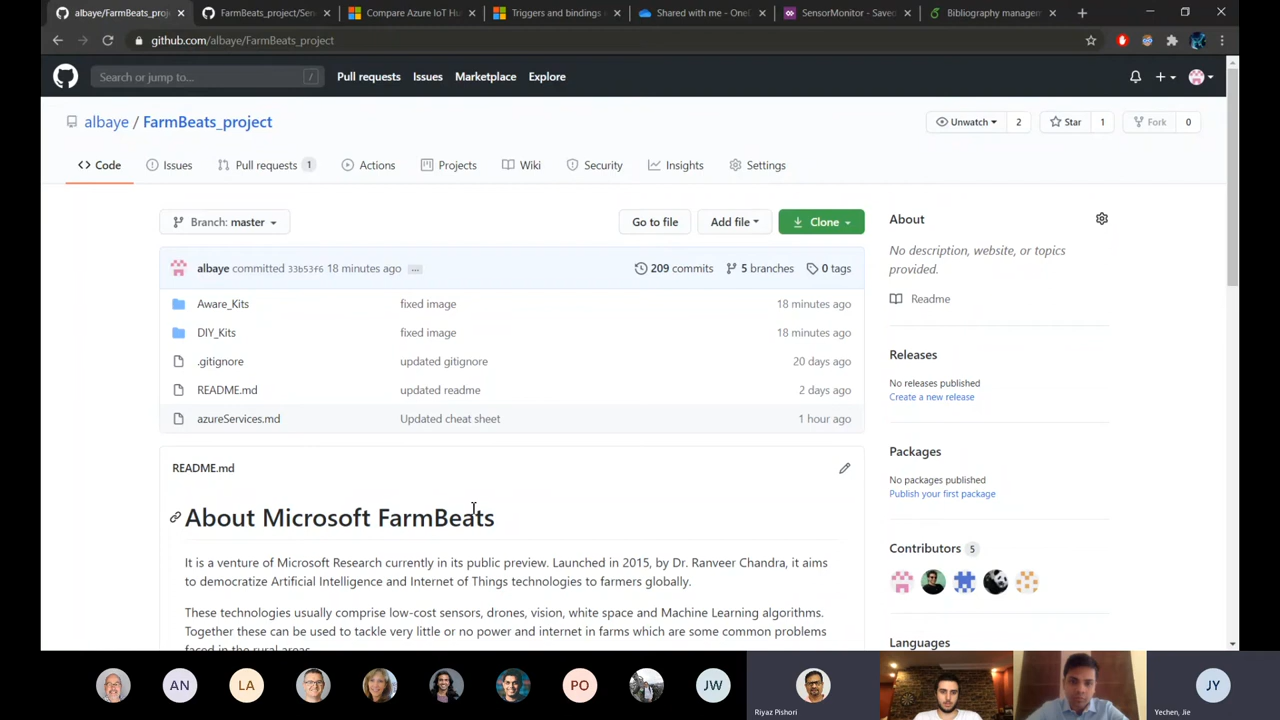 albaye/FarmBeats_proj
FarmBeats_project/Sen
Compare Azure IoT Hu
Triggers and bindings
Shared with me - OneD
SensorMonitor - Saved
Bibliography managem
github.com/albaye/FarmBeats_project
Search or jump to... /
Pull requests
Issues
Marketplace
Explore
albaye / FarmBeats_project
Unwatch 2
Star 1
Fork 0
Code
Issues
Pull requests 1
Actions
Projects
Wiki
Security
Insights
Settings
Branch: master
Go to file
Add file
Clone
albaye committed 33b53f6 18 minutes ago ...
209 commits
5 branches
0 tags
Aware_Kits fixed image 18 minutes ago
DIY_Kits fixed image 18 minutes ago
.gitignore updated gitignore 20 days ago
README.md updated readme 2 days ago
azureServices.md Updated cheat sheet 1 hour ago
README.md
About Microsoft FarmBeats
It is a venture of Microsoft Research currently in its public preview. Launched in 2015, by Dr. Ranveer Chandra, it aims
to democratize Artificial Intelligence and Internet of Things technologies to farmers globally.
These technologies usually comprise low-cost sensors, drones, vision, white space and Machine Learning algorithms.
Together these can be used to tackle very little or no power and internet in farms which are some common problems
faced in the rural areas.
About
No description, website, or topics
provided.
Readme
Releases
No releases published
Create a new release
Packages
No packages published
Publish your first package
Contributors 5
Languages
AN
LA
PO
JW
Riyaz Pishori
JY
Yechen, Jie